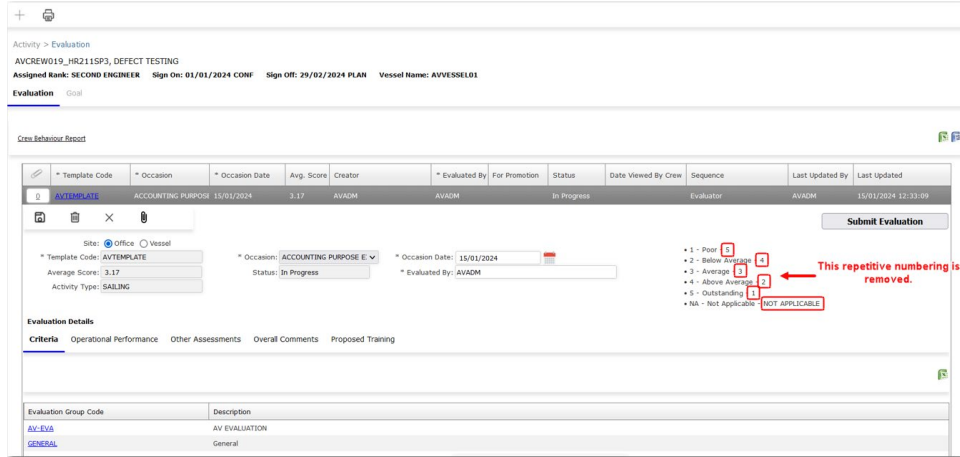 Activity > Evaluation
AVCREW019_HR211SP3, DEFECT TESTING
Assigned Rank: SECOND ENGINEER Sign On: 01/01/2024 CONF Sign Off: 29/02/2024 PLAN Vessel Name: AVVESSEL01
Evaluation Goal
Crew Behaviour Report
* Template Code * Occasion * Occasion Date Avg. Score Creator * Evaluated By For Promotion Status Date Viewed By Crew Sequence Last Updated By Last Updated
0 AVTEMPLATE ACCOUNTING PURPOSE 15/01/2024 3.17 AVADM AVADM In Progress Evaluator AVADM 15/01/2024 12:33:09
Submit Evaluation
Site: Office Vessel
* Template Code: AVTEMPLATE * Occasion: ACCOUNTING PURPOSE E: * Occasion Date: 15/01/2024
Average Score: 3.17 Status: In Progress * Evaluated By: AVADM
Activity Type: SAILING
• 1 - Poor - 5
• 2 - Below Average - 4
• 3 - Average - 3
• 4 - Above Average - 2
• 5 - Outstanding - 1
• NA - Not Applicable - NOT APPLICABLE
This repetitive numbering is
removed.
Evaluation Details
Criteria Operational Performance Other Assessments Overall Comments Proposed Training
Evaluation Group Code Description
AV-EVA AV EVALUATION
GENERAL General